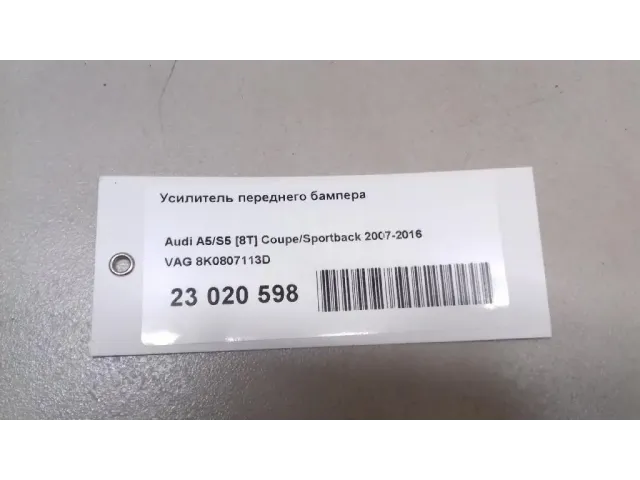 Усилитель переднего бампера
Audi A5/S5 [8T] Coupe/Sportback 2007-2016
VAG 8K0807113D
23 020 598